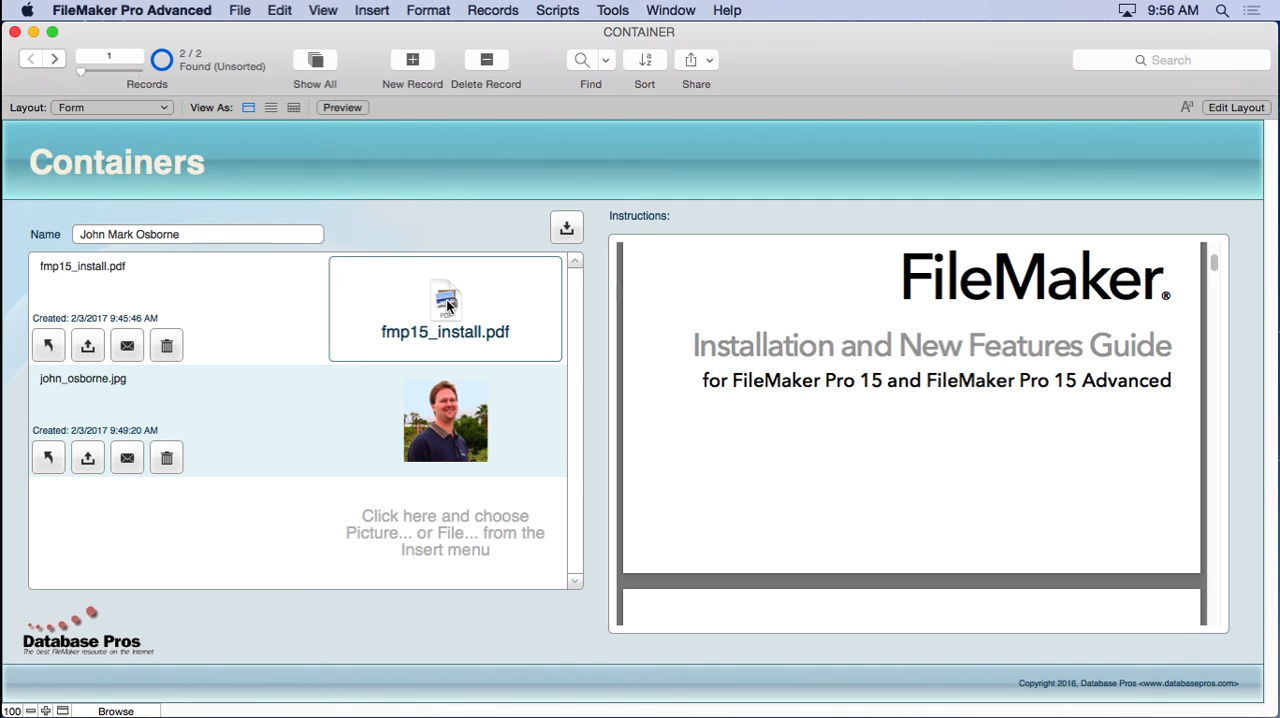 FileMaker Pro Advanced File Edit View Insert Format Records Scripts Tools Window Help 9:56 AM
CONTAINER
1
2 / 2
Found (Unsorted)
Search
Records Show All New Record Delete Record Find Sort Share
Layout: Form View As: Preview Edit Layout
Containers
Instructions:
Name John Mark Osborne
fmp15_install.pdf
PDF
fmp15_install.pdf
Created: 2/3/2017 9:45:46 AM
john_osborne.jpg
Created: 2/3/2017 9:49:20 AM
Click here and choose
Picture... or File... from the
Insert menu
FileMaker®
Installation and New Features Guide
for FileMaker Pro 15 and FileMaker Pro 15 Advanced
Database Pros
The best FileMaker resource on the Internet
Copyright 2016, Database Pros <www.databasepros.com>
100 Browse